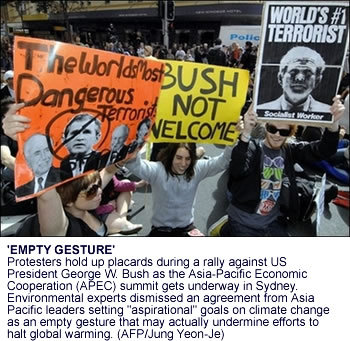 The Worlds Most
Dangerous
Terrorist
BUSH
NOT
WELCOME
WORLD'S #1
TERRORIST
Socialist Worker
Police
'EMPTY GESTURE'
Protesters hold up placards during a rally against US
President George W. Bush as the Asia-Pacific Economic
Cooperation (APEC) summit gets underway in Sydney.
Environmental experts dismissed an agreement from Asia
Pacific leaders setting "aspirational" goals on climate change
as an empty gesture that may actually undermine efforts to
halt global warming. (AFP/Jung Yeon-Je)